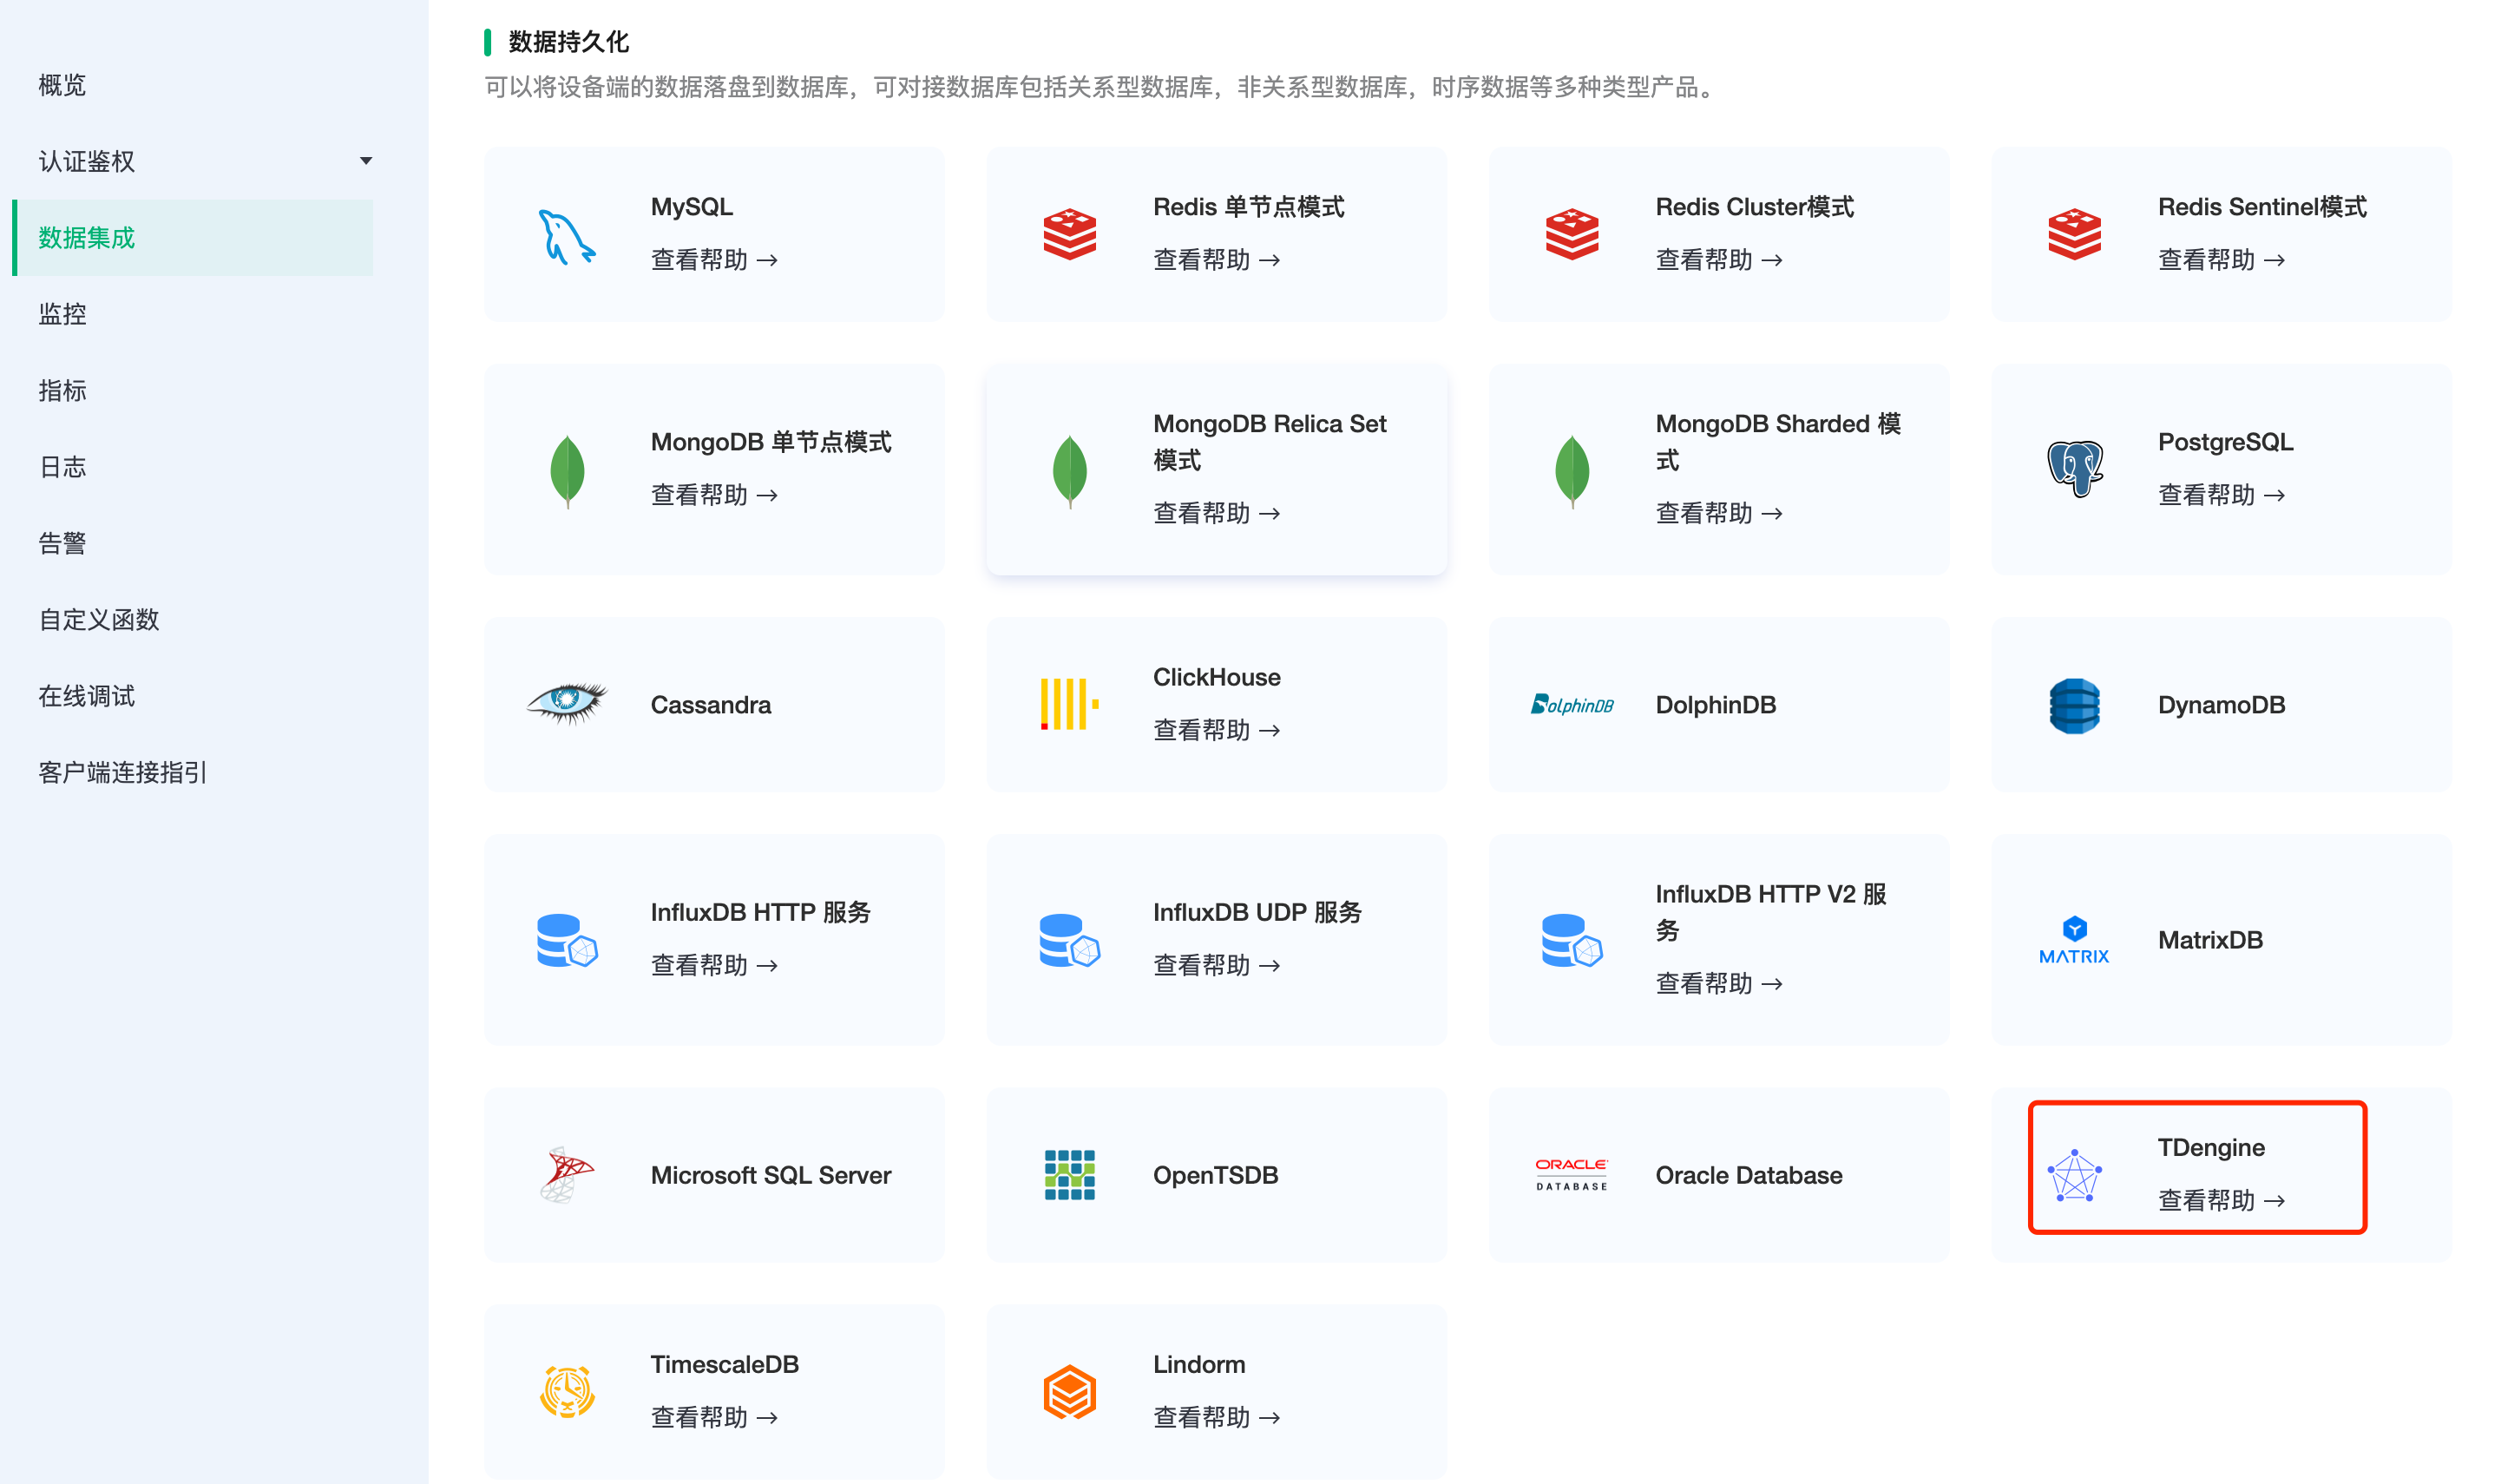 概览
认证鉴权
数据集成
监控
指标
日志
告警
自定义函数
在线调试
客户端连接指引
数据持久化
可以将设备端的数据落盘到数据库，可对接数据库包括关系型数据库，非关系型数据库，时序数据等多种类型产品。
MySQL
查看帮助 →
Redis 单节点模式
查看帮助 →
Redis Cluster模式
查看帮助 →
Redis Sentinel模式
查看帮助 →
MongoDB 单节点模式
查看帮助 →
MongoDB Relica Set
模式
查看帮助 →
MongoDB Sharded 模
式
查看帮助 →
PostgreSQL
查看帮助 →
Cassandra
ClickHouse
查看帮助 →
DolphinDB
DolphinDB
DynamoDB
InfluxDB HTTP 服务
查看帮助 →
InfluxDB UDP 服务
查看帮助 →
InfluxDB HTTP V2 服
务
查看帮助 →
MATRIX
MatrixDB
Microsoft SQL Server
OpenTSDB
ORACLE
DATABASE
Oracle Database
TDengine
查看帮助 →
TimescaleDB
查看帮助 →
Lindorm
查看帮助 →